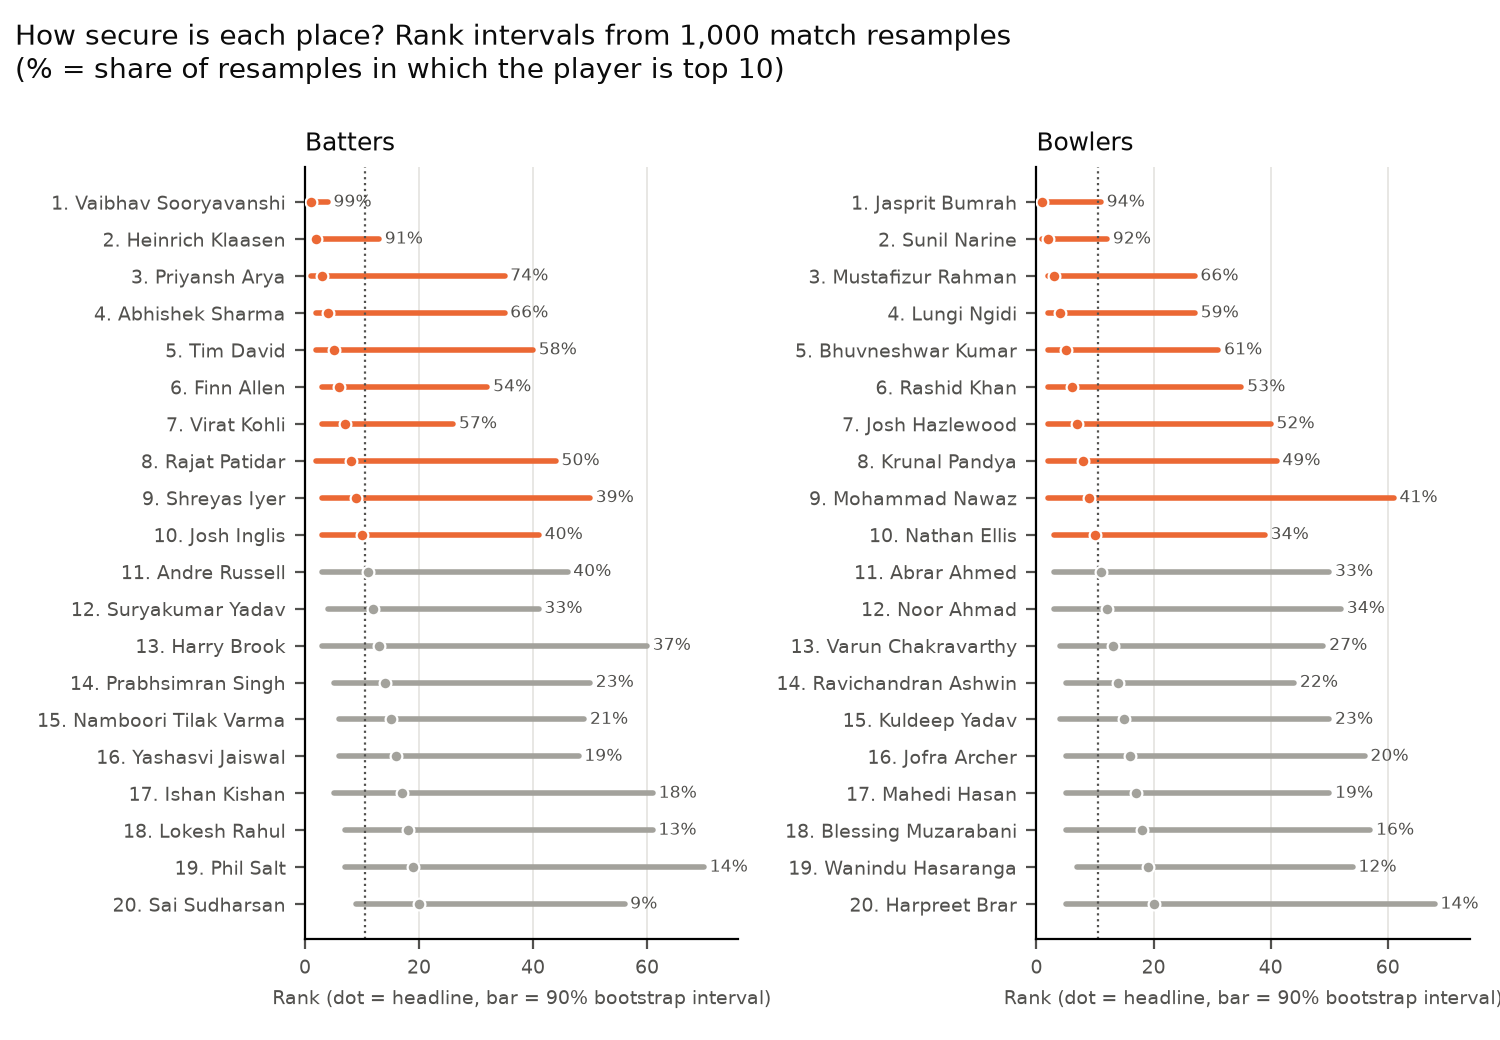 How secure is each place? Rank intervals from 1,000 match resamples
(% = share of resamples in which the player is top 10)
Batters
1. Vaibhav Sooryavanshi 99%
2. Heinrich Klaasen 91%
3. Priyansh Arya 74%
4. Abhishek Sharma 66%
5. Tim David 58%
6. Finn Allen 54%
7. Virat Kohli 57%
8. Rajat Patidar 50%
9. Shreyas Iyer 39%
10. Josh Inglis 40%
11. Andre Russell 40%
12. Suryakumar Yadav 33%
13. Harry Brook 37%
14. Prabhsimran Singh 23%
15. Namboori Tilak Varma 21%
16. Yashasvi Jaiswal 19%
17. Ishan Kishan 18%
18. Lokesh Rahul 13%
19. Phil Salt 14%
20. Sai Sudharsan 9%
0 20 40 60
Rank (dot = headline, bar = 90% bootstrap interval)
Bowlers
1. Jasprit Bumrah 94%
2. Sunil Narine 92%
3. Mustafizur Rahman 66%
4. Lungi Ngidi 59%
5. Bhuvneshwar Kumar 61%
6. Rashid Khan 53%
7. Josh Hazlewood 52%
8. Krunal Pandya 49%
9. Mohammad Nawaz 41%
10. Nathan Ellis 34%
11. Abrar Ahmed 33%
12. Noor Ahmad 34%
13. Varun Chakravarthy 27%
14. Ravichandran Ashwin 22%
15. Kuldeep Yadav 23%
16. Jofra Archer 20%
17. Mahedi Hasan 19%
18. Blessing Muzarabani 16%
19. Wanindu Hasaranga 12%
20. Harpreet Brar 14%
0 20 40 60
Rank (dot = headline, bar = 90% bootstrap interval)